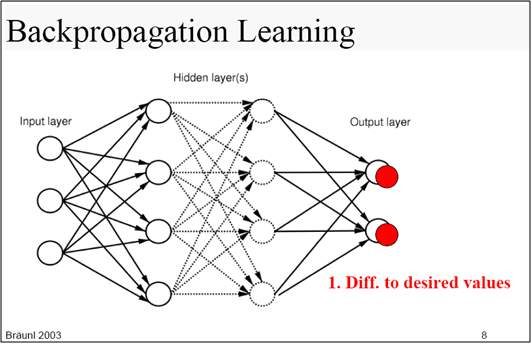 Backpropagation Learning
Hidden layer(s)
Input layer
Output layer
1. Diff. to desired values
Bräunl 2003
8